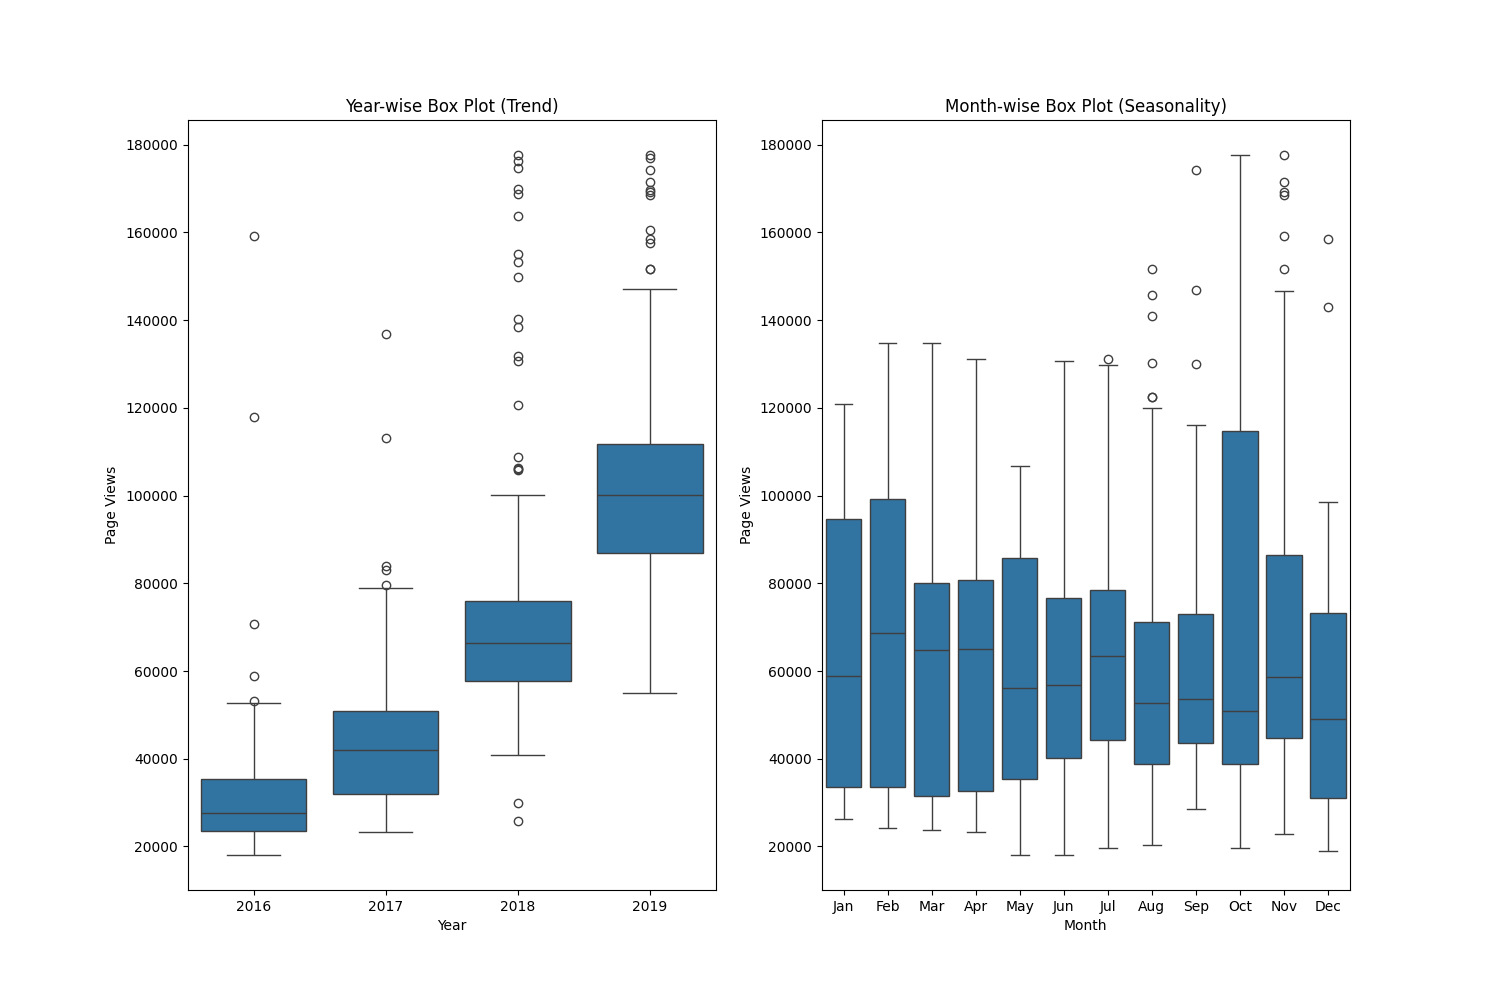 Year-wise Box Plot (Trend)
180000
160000
140000
120000
100000
80000
60000
40000
20000
Page Views
2016 2017 2018 2019
Year
Month-wise Box Plot (Seasonality)
180000
160000
140000
120000
100000
80000
60000
40000
20000
Page Views
Jan Feb Mar Apr May Jun Jul Aug Sep Oct Nov Dec
Month